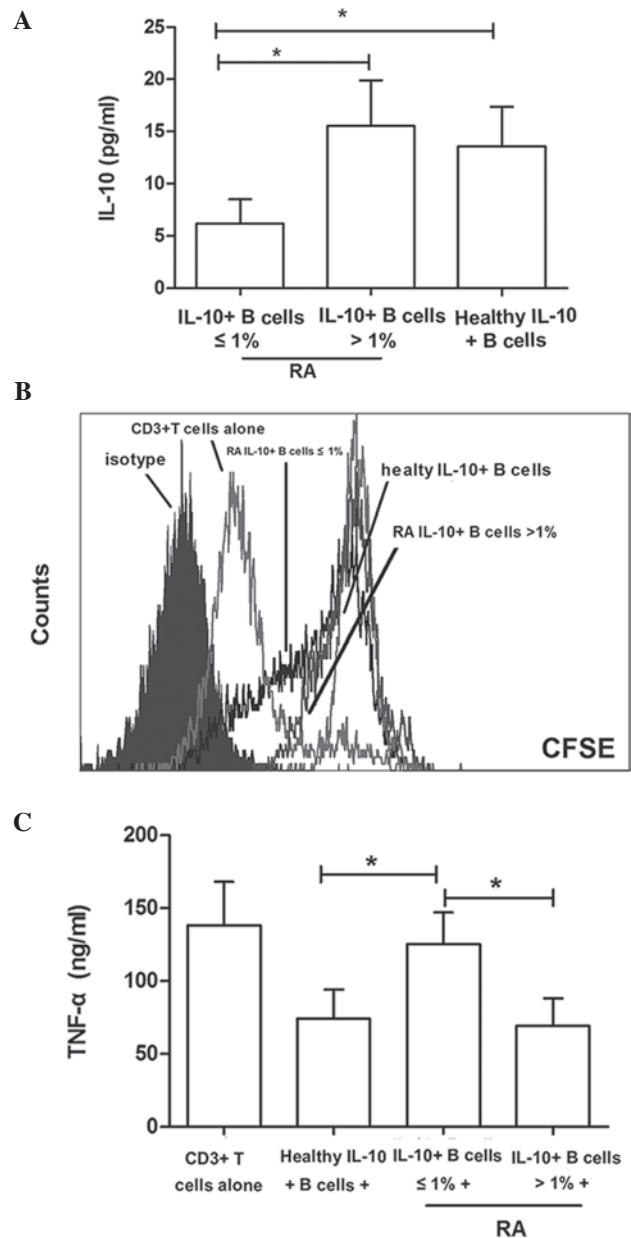 A
25
20
15
10
5
0
IL-10 (pg/ml)
*
*
IL-10+ B cells
≤ 1%
IL-10+ B cells
> 1%
Healthy IL-10
+ B cells
RA
B
isotype
CD3+T cells alone
RA IL-10+ B cells ≤ 1%
healty IL-10+ B cells
RA IL-10+ B cells >1%
Counts
CFSE
C
200
150
100
50
0
TNF-α (ng/ml)
*
*
CD3+ T
cells alone
Healthy IL-10
+ B cells +
IL-10+ B cells
≤ 1% +
IL-10+ B cells
> 1% +
RA